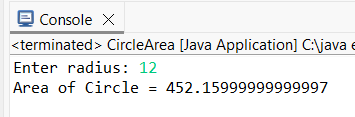 Console
<terminated> CircleArea [Java Application] C:\java e
Enter radius: 12
Area of Circle = 452.15999999999997